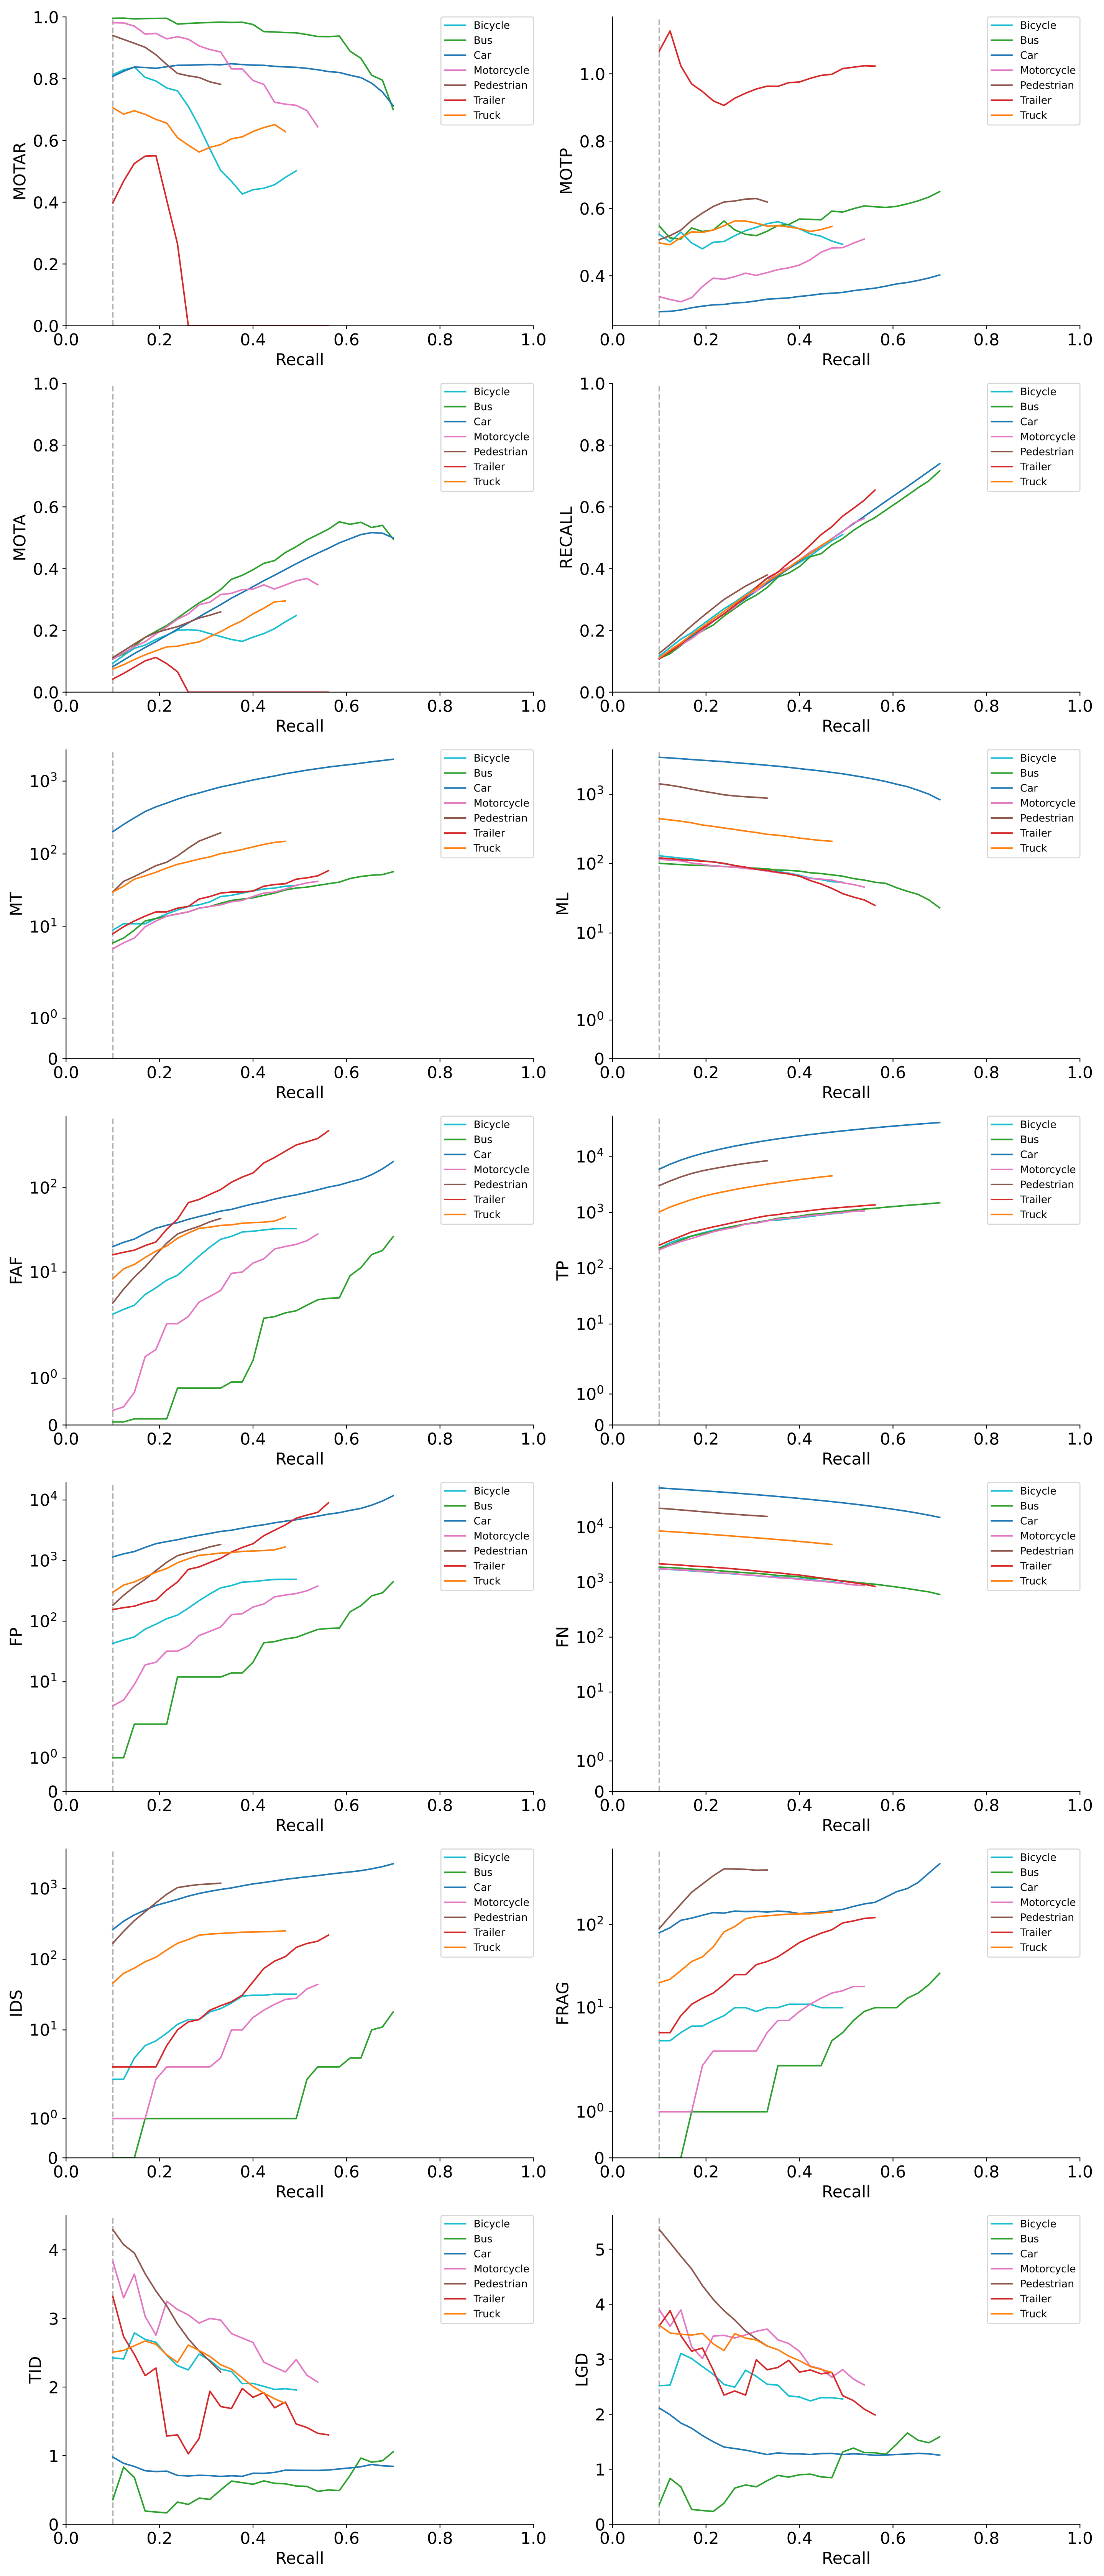 1.0
0.8
0.6
0.4
0.2
0.0
MOTAR
0.0 0.2 0.4 0.6 0.8 1.0
Recall
Bicycle
Bus
Car
Motorcycle
Pedestrian
Trailer
Truck
1.0
0.8
0.6
0.4
MOTP
0.0 0.2 0.4 0.6 0.8 1.0
Recall
Bicycle
Bus
Car
Motorcycle
Pedestrian
Trailer
Truck
1.0
0.8
0.6
0.4
0.2
0.0
MOTA
0.0 0.2 0.4 0.6 0.8 1.0
Recall
Bicycle
Bus
Car
Motorcycle
Pedestrian
Trailer
Truck
1.0
0.8
0.6
0.4
0.2
0.0
RECALL
0.0 0.2 0.4 0.6 0.8 1.0
Recall
Bicycle
Bus
Car
Motorcycle
Pedestrian
Trailer
Truck
10³
10²
10¹
10⁰
0
MT
0.0 0.2 0.4 0.6 0.8 1.0
Recall
Bicycle
Bus
Car
Motorcycle
Pedestrian
Trailer
Truck
10³
10²
10¹
10⁰
0
ML
0.0 0.2 0.4 0.6 0.8 1.0
Recall
Bicycle
Bus
Car
Motorcycle
Pedestrian
Trailer
Truck
10²
10¹
10⁰
0
FAF
0.0 0.2 0.4 0.6 0.8 1.0
Recall
Bicycle
Bus
Car
Motorcycle
Pedestrian
Trailer
Truck
10⁴
10³
10²
10¹
10⁰
0
TP
0.0 0.2 0.4 0.6 0.8 1.0
Recall
Bicycle
Bus
Car
Motorcycle
Pedestrian
Trailer
Truck
10⁴
10³
10²
10¹
10⁰
0
FP
0.0 0.2 0.4 0.6 0.8 1.0
Recall
Bicycle
Bus
Car
Motorcycle
Pedestrian
Trailer
Truck
10⁴
10³
10²
10¹
10⁰
0
FN
0.0 0.2 0.4 0.6 0.8 1.0
Recall
Bicycle
Bus
Car
Motorcycle
Pedestrian
Trailer
Truck
10³
10²
10¹
10⁰
0
IDS
0.0 0.2 0.4 0.6 0.8 1.0
Recall
Bicycle
Bus
Car
Motorcycle
Pedestrian
Trailer
Truck
10²
10¹
10⁰
0
FRAG
0.0 0.2 0.4 0.6 0.8 1.0
Recall
Bicycle
Bus
Car
Motorcycle
Pedestrian
Trailer
Truck
4
3
2
1
0
TID
0.0 0.2 0.4 0.6 0.8 1.0
Recall
Bicycle
Bus
Car
Motorcycle
Pedestrian
Trailer
Truck
5
4
3
2
1
0
LGD
0.0 0.2 0.4 0.6 0.8 1.0
Recall
Bicycle
Bus
Car
Motorcycle
Pedestrian
Trailer
Truck